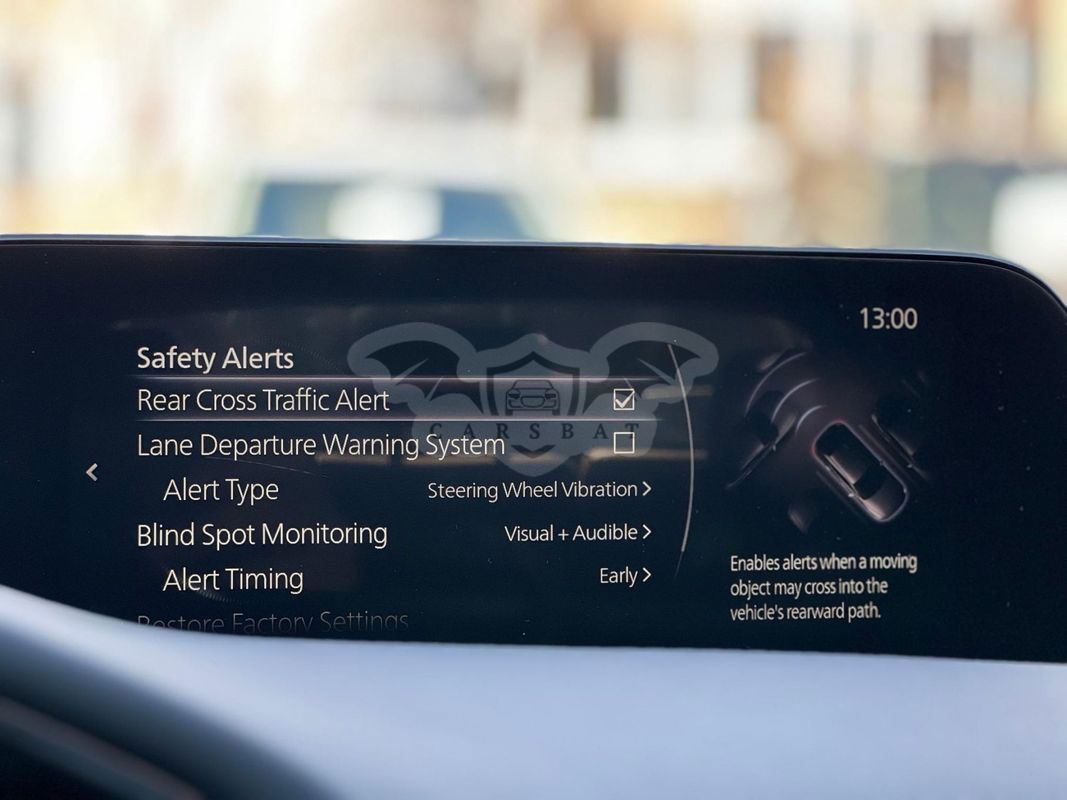 13:00
Safety Alerts
Rear Cross Traffic Alert
CARSBAT
Lane Departure Warning System
Alert Type Steering Wheel Vibration >
Blind Spot Monitoring Visual + Audible >
Alert Timing Early >
Restore Factory Settings
<
Enables alerts when a moving
object may cross into the
vehicle's rearward path.